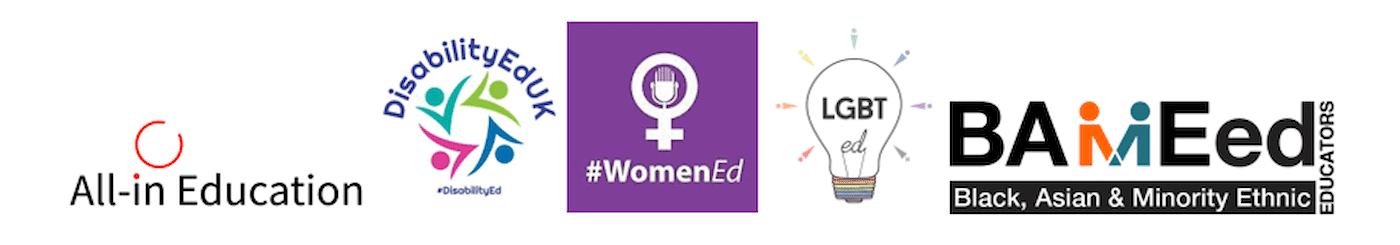 All-in Education
DisabilityEdUK
#DisabilityEd
#WomenEd
LGBT
ed
BAMEed
EDUCATORS
Black, Asian & Minority Ethnic